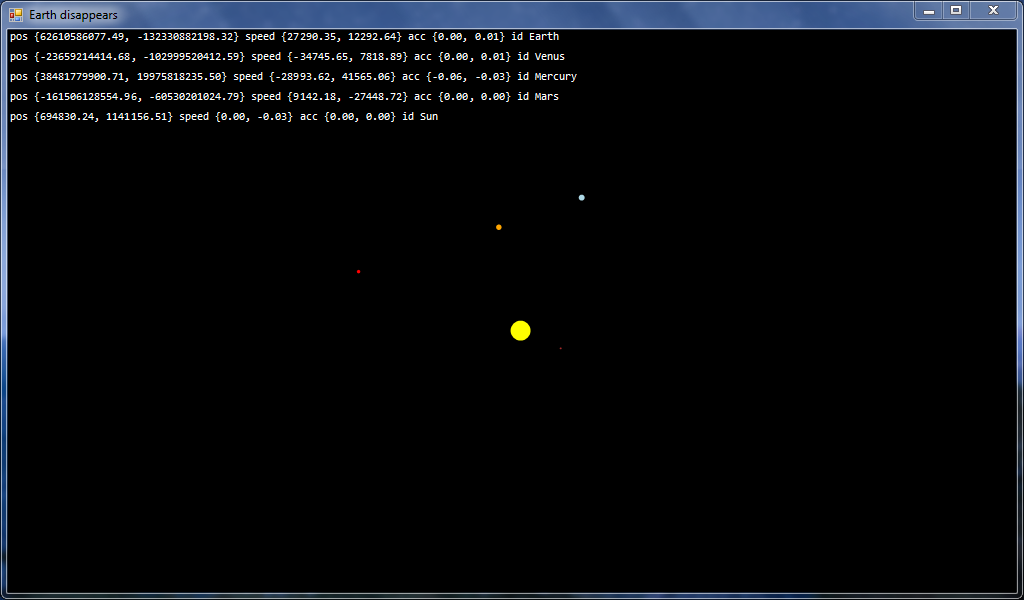 Earth disappears
pos {62610586077.49, -132330882198.32} speed {27290.35, 12292.64} acc {0.00, 0.01} id Earth
pos {-23659214414.68, -102999520412.59} speed {-34745.65, 7818.89} acc {0.00, 0.01} id Venus
pos {38481779900.71, 19975818235.50} speed {-28993.62, 41565.06} acc {-0.06, -0.03} id Mercury
pos {-161506128554.96, -60530201024.79} speed {9142.18, -27448.72} acc {0.00, 0.00} id Mars
pos {694830.24, 1141156.51} speed {0.00, -0.03} acc {0.00, 0.00} id Sun